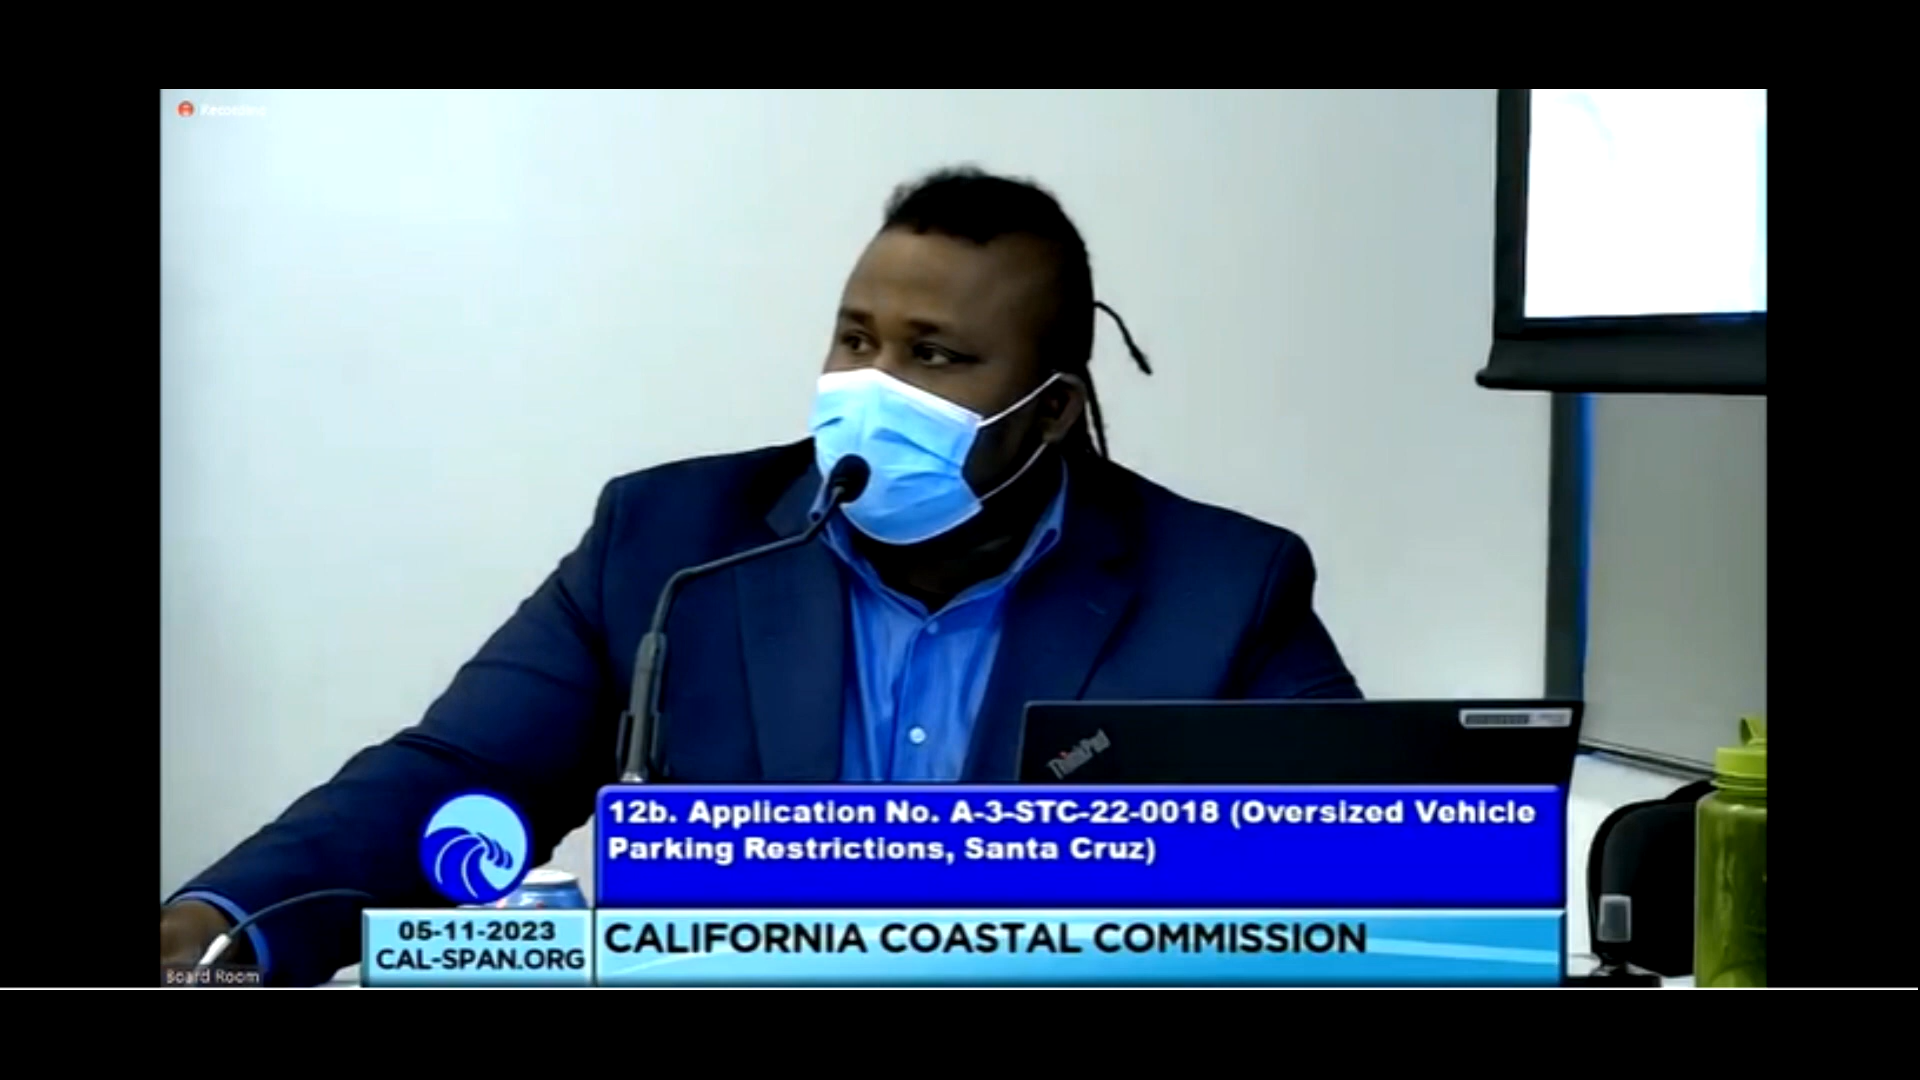 Recording
ThinkPad
12b. Application No. A-3-STC-22-0018 (Oversized Vehicle
Parking Restrictions, Santa Cruz)
05-11-2023
CALIFORNIA COASTAL COMMISSION
CAL-SPAN.ORG
Board Room